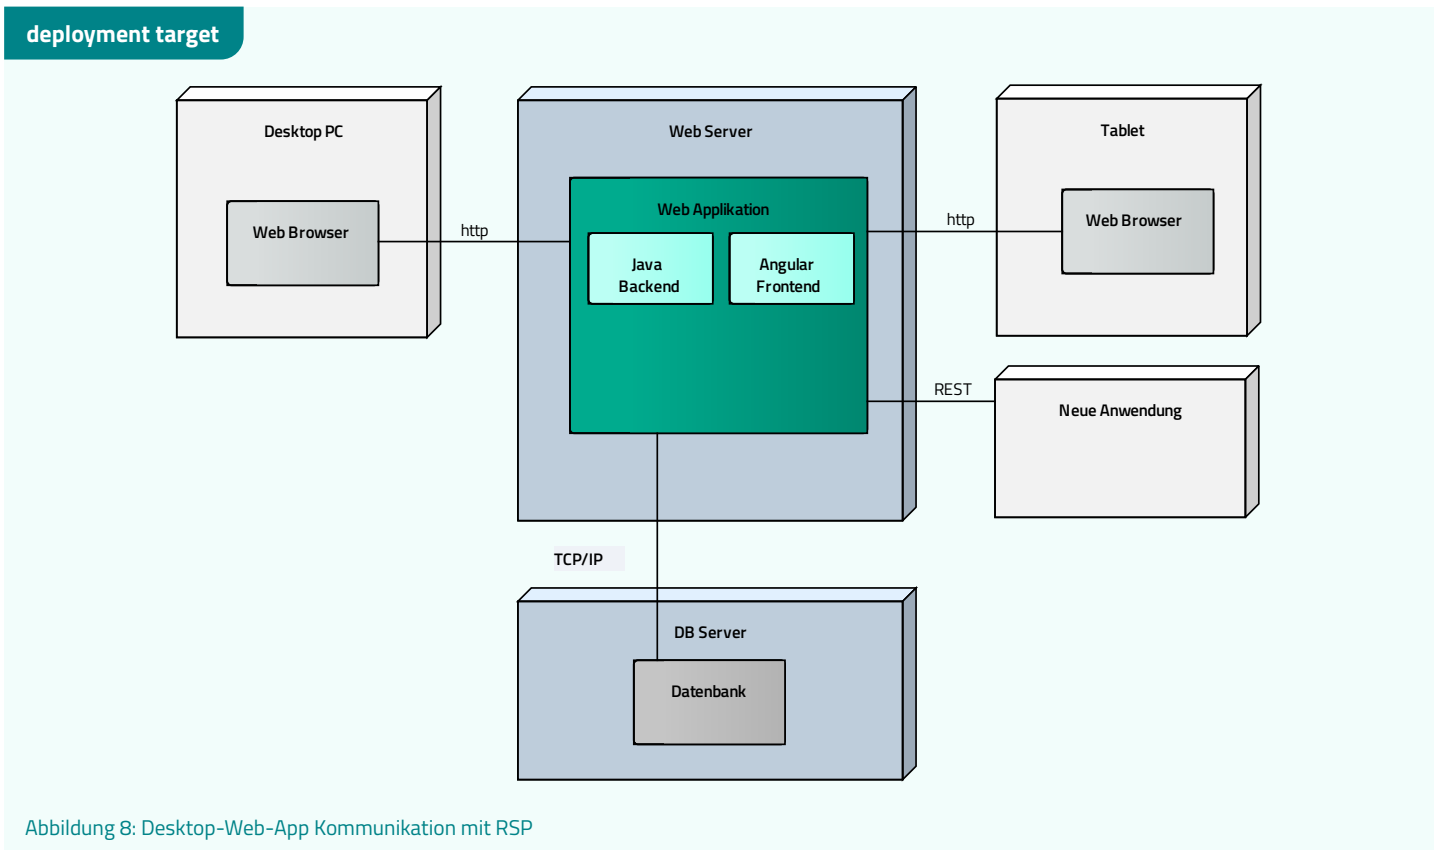 deployment target
Desktop PC
Web Server
Tablet
Web Browser
http
Web Applikation
http
Web Browser
Java
Backend
Angular
Frontend
REST
Neue Anwendung
TCP/IP
DB Server
Datenbank
Abbildung 8: Desktop-Web-App Kommunikation mit RSP